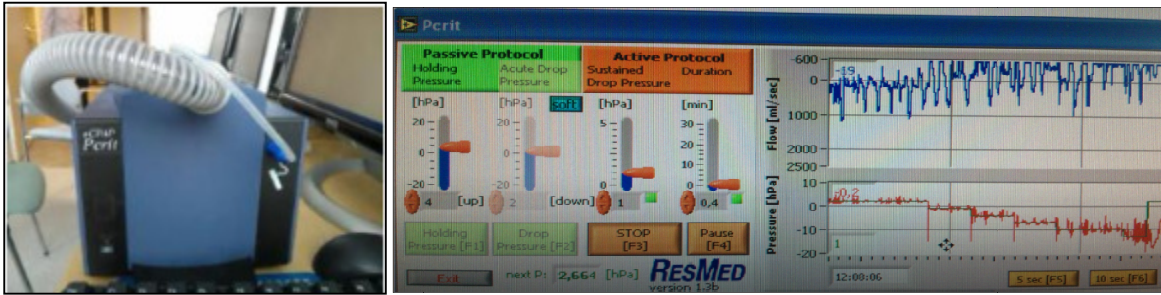 eCPAP
Pcrit
Pcrit
Passive Protocol
Active Protocol
Holding Pressure
Acute Drop Pressure
Sustained Drop Pressure
Duration
[hPa]
[hPa]
soft
[hPa]
[min]
20
0
-20
20
0
-20
5
0
30
20
10
0
4 [up]
2 [down]
1
0,4
Holding Pressure [F1]
Drop Pressure [F2]
STOP [F3]
Pause [F4]
Exit
next P: 2,664 [hPa]
RESMED
version 1.3b
Flow [ml/sec]
-600
0
1000
2000
2500
-19
Pressure [hPa]
10
0
-10
-20
-0,2
1
12:00:06
5 sec [F5]
10 sec [F6]